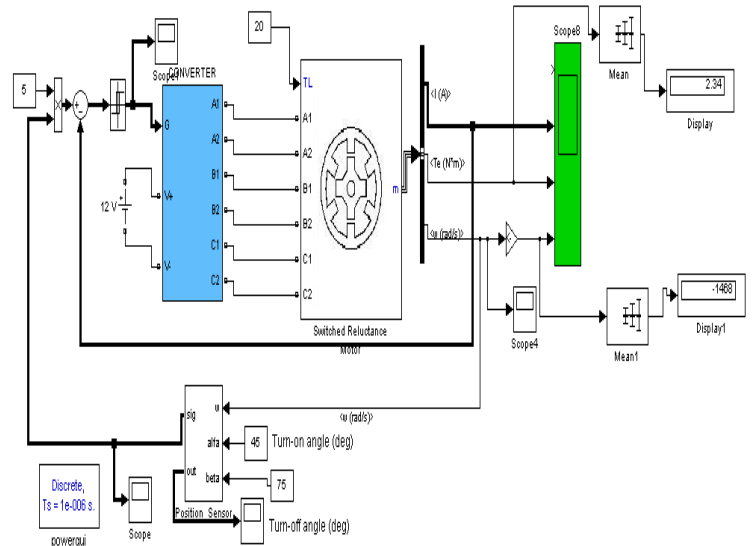 20
Scope8
Mean
2.34
Display
Scope1
CONVERTER
5
×
+
−
G
V+
V-
12 V
+
A1
A2
B1
B2
C1
C2
TL
A1
A2
B1
B2
C1
C2
m
Switched Reluctance
Motor
<I (A)>
<Te (N*m)>
<w (rad/s)>
Scope4
Mean1
-1468
Display1
sig
out
w
alfa
beta
<w (rad/s)>
45
Turn-on angle (deg)
75
Turn-off angle (deg)
Position Sensor
Discrete,
Ts = 1e-006 s.
powergui
Scope